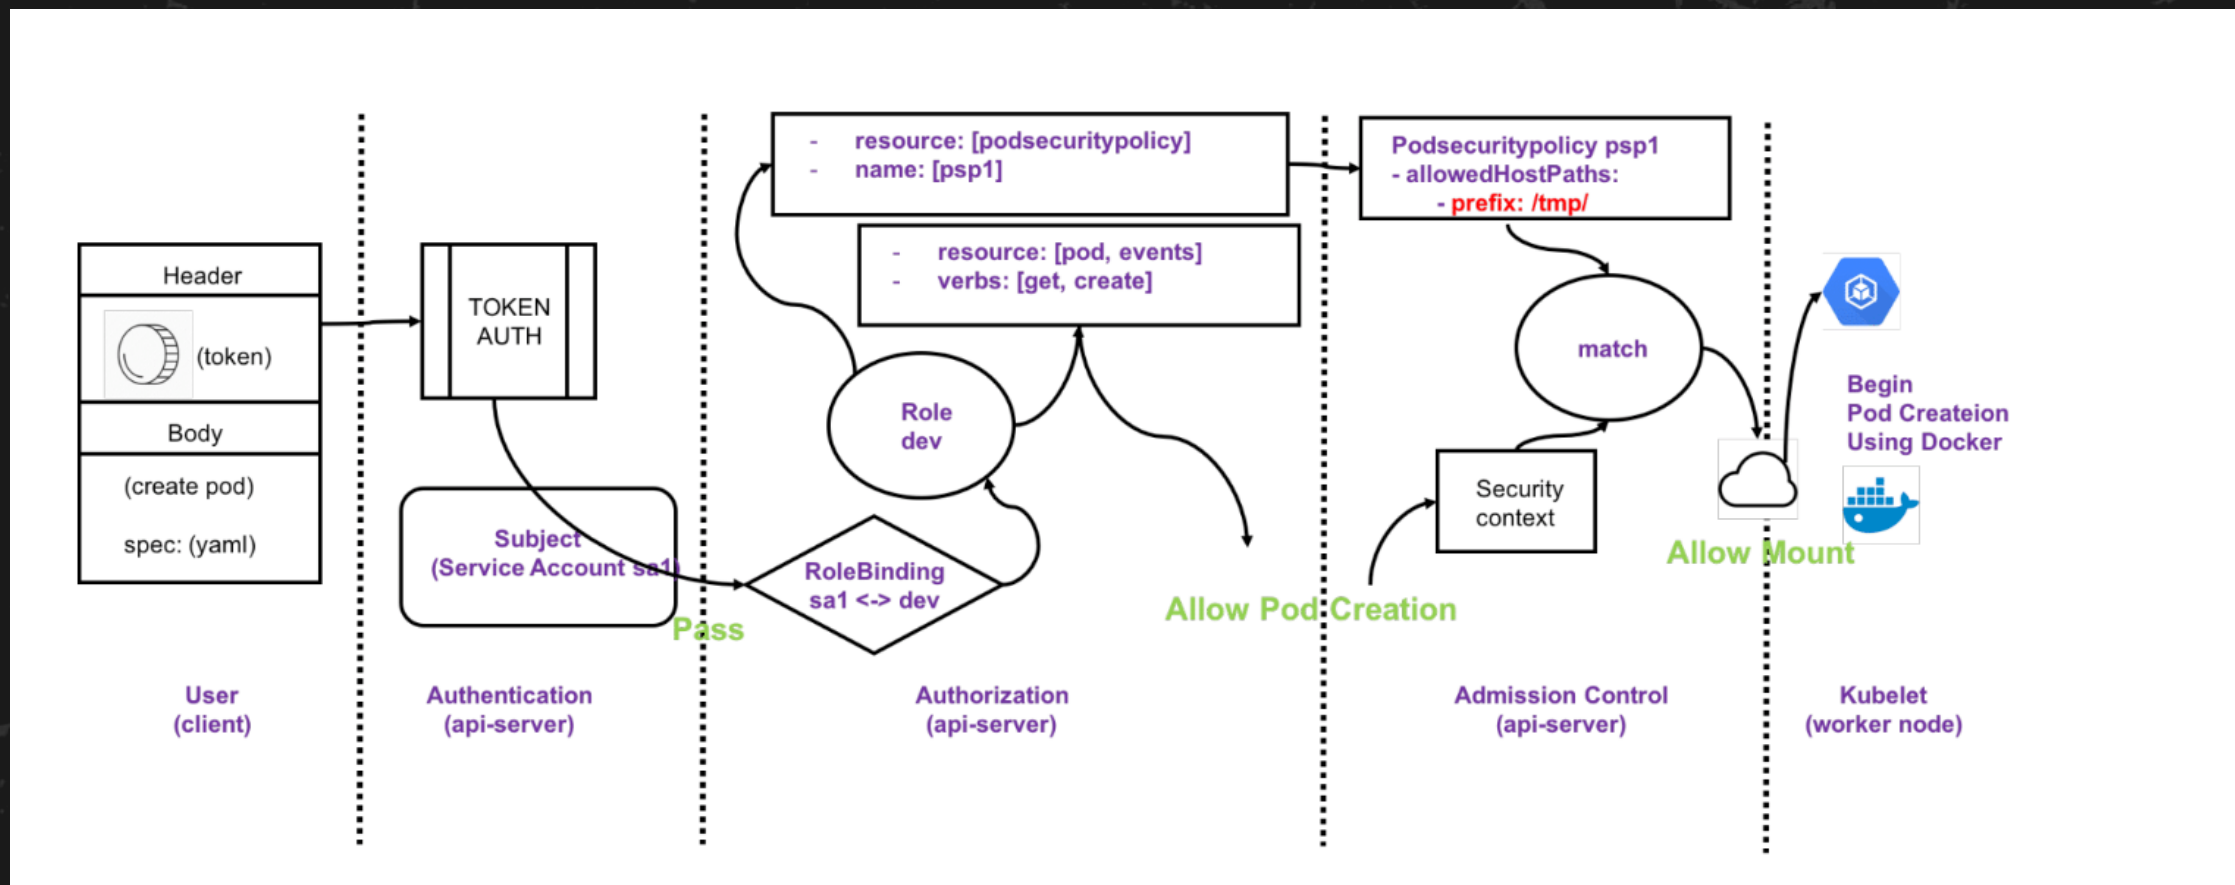 Header
(token)
Body
(create pod)
spec: (yaml)
User
(client)
TOKEN
AUTH
Subject
(Service Account sa1)
Pass
Authentication
(api-server)
- resource: [podsecuritypolicy]
- name: [psp1]
- resource: [pod, events]
- verbs: [get, create]
Role
dev
RoleBinding
sa1 <-> dev
Allow Pod Creation
Authorization
(api-server)
Podsecuritypolicy psp1
- allowedHostPaths:
- prefix: /tmp/
match
Security
context
Allow Mount
Admission Control
(api-server)
Begin
Pod Createion
Using Docker
Kubelet
(worker node)